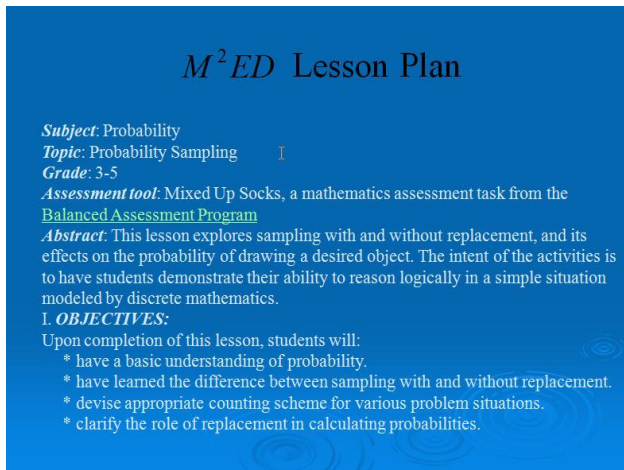 M²ED Lesson Plan
Subject: Probability
Topic: Probability Sampling
Grade: 3-5
Assessment tool: Mixed Up Socks, a mathematics assessment task from the
Balanced Assessment Program
Abstract: This lesson explores sampling with and without replacement, and its
effects on the probability of drawing a desired object. The intent of the activities is
to have students demonstrate their ability to reason logically in a simple situation
modeled by discrete mathematics.
I. OBJECTIVES:
Upon completion of this lesson, students will:
* have a basic understanding of probability.
* have learned the difference between sampling with and without replacement.
* devise appropriate counting scheme for various problem situations.
* clarify the role of replacement in calculating probabilities.